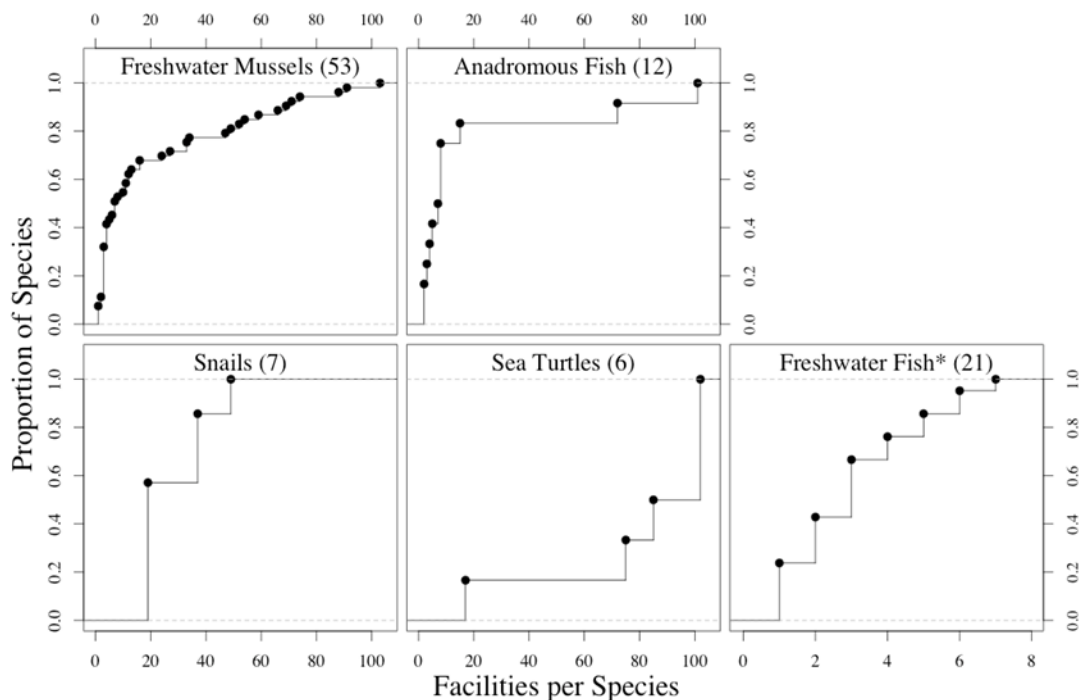 0 20 40 60 80 100 0 20 40 60 80 100
Freshwater Mussels (53) Anadromous Fish (12)
0.0 0.2 0.4 0.6 0.8 1.0 0.0 0.2 0.4 0.6 0.8 1.0
Proportion of Species
Snails (7) Sea Turtles (6) Freshwater Fish* (21)
0.0 0.2 0.4 0.6 0.8 1.0 0.0 0.2 0.4 0.6 0.8 1.0
0 20 40 60 80 100 0 20 40 60 80 100 0 2 4 6 8
Facilities per Species